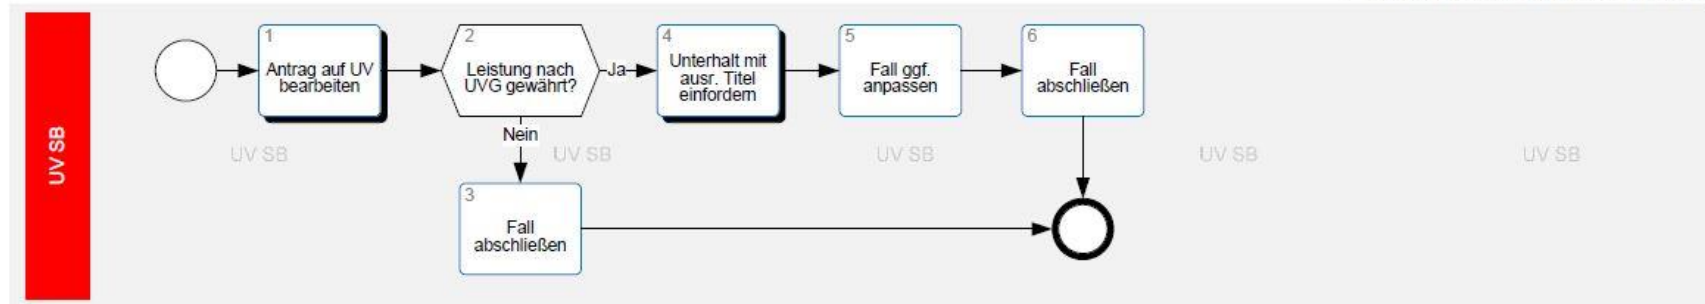 UV SB
1
Antrag auf UV
bearbeiten
2
Leistung nach
UVG gewährt?
Ja
4
Unterhalt mit
ausr. Titel
einfordern
5
Fall ggf.
anpassen
6
Fall
abschließen
Nein
UV SB
UV SB
UV SB
UV SB
UV SB
3
Fall
abschließen